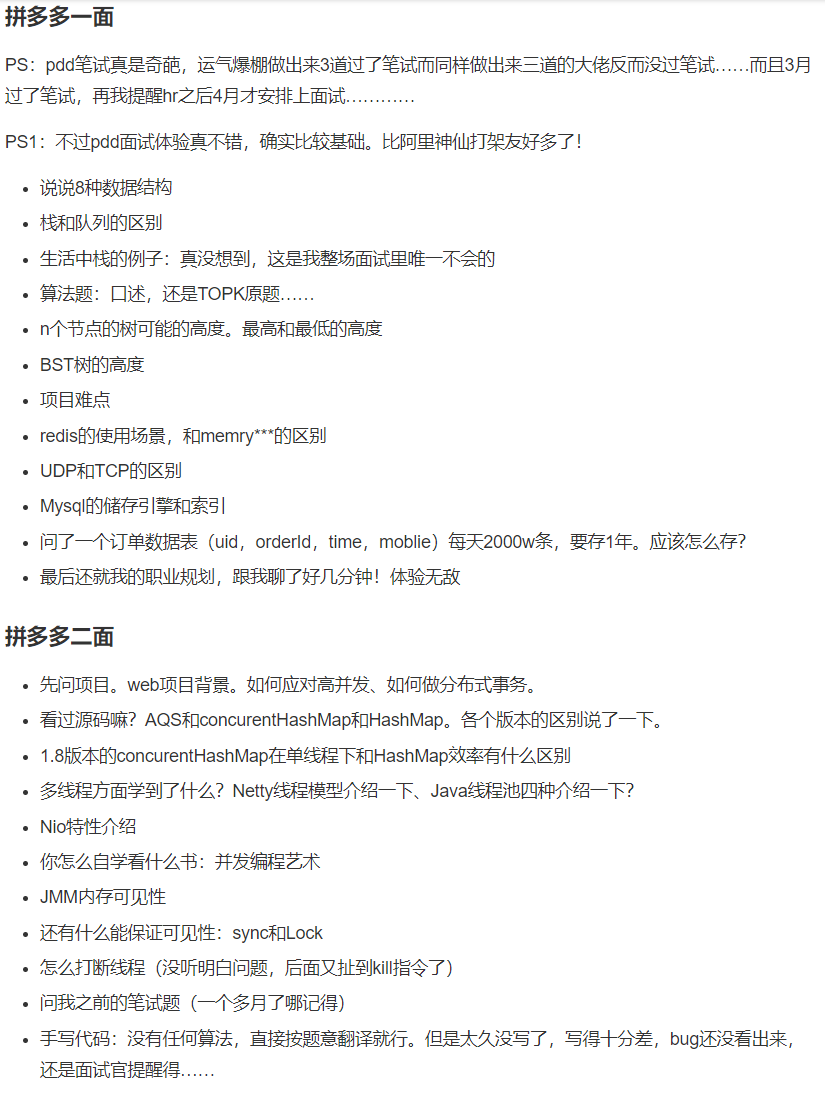 拼多多一面
PS：pdd笔试真是奇葩，运气爆棚做出来3道过了笔试而同样做出来三道的大佬反而没过笔试……而且3月
过了笔试，再我提醒hr之后4月才安排上面试…………
PS1：不过pdd面试体验真不错，确实比较基础。比阿里神仙打架友好多了！
• 说说8种数据结构
• 栈和队列的区别
• 生活中栈的例子：真没想到，这是我整场面试里唯一不会的
• 算法题：口述，还是TOPK原题……
• n个节点的树可能的高度。最高和最低的高度
• BST树的高度
• 项目难点
• redis的使用场景，和memry***的区别
• UDP和TCP的区别
• Mysql的储存引擎和索引
• 问了一个订单数据表（uid，orderId，time，moblie）每天2000w条，要存1年。应该怎么存？
• 最后还就我的职业规划，跟我聊了好几分钟！体验无敌
拼多多二面
• 先问项目。web项目背景。如何应对高并发、如何做分布式事务。
• 看过源码嘛？AQS和concurentHashMap和HashMap。各个版本的区别说了一下。
• 1.8版本的concurentHashMap在单线程下和HashMap效率有什么区别
• 多线程方面学到了什么？Netty线程模型介绍一下、Java线程池四种介绍一下？
• Nio特性介绍
• 你怎么自学看什么书：并发编程艺术
• JMM内存可见性
• 还有什么能保证可见性：sync和Lock
• 怎么打断线程（没听明白问题，后面又扯到kill指令了）
• 问我之前的笔试题（一个多月了哪记得）
• 手写代码：没有任何算法，直接按题意翻译就行。但是太久没写了，写得十分差，bug还没看出来，
还是面试官提醒得……